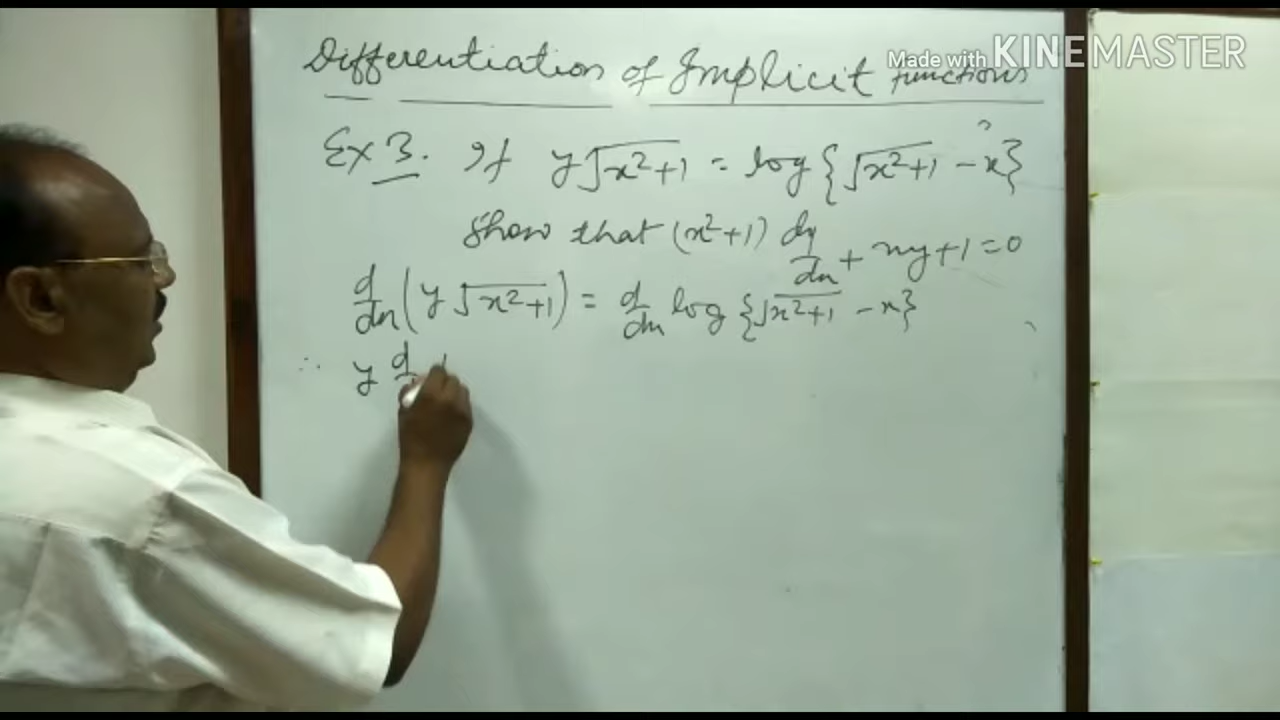 Made with KINEMASTER
Differentiation of Implicit functions
Ex 3. If y√(x²+1) = log{√(x²+1) - x}
Show that (x²+1) dy/dx + xy + 1 = 0
d/dx (y √(x²+1)) = d/dx log {√(x²+1) - x}
∴ y d